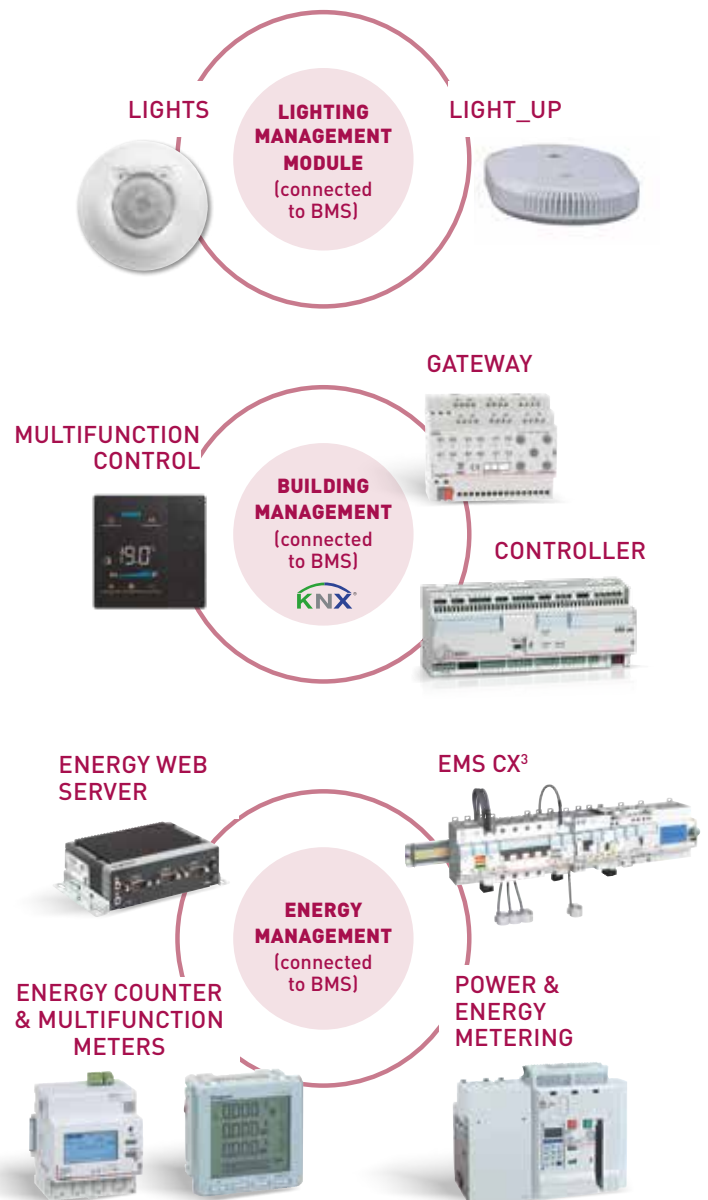 LIGHTS
LIGHTING
MANAGEMENT
MODULE
(connected
to BMS)
LIGHT_UP
GATEWAY
MULTIFUNCTION
CONTROL
BUILDING
MANAGEMENT
(connected
to BMS)
KNX
CONTROLLER
19.0°
ENERGY WEB
SERVER
EMS CX³
ENERGY
MANAGEMENT
(connected
to BMS)
ENERGY COUNTER
& MULTIFUNCTION
METERS
POWER &
ENERGY
METERING